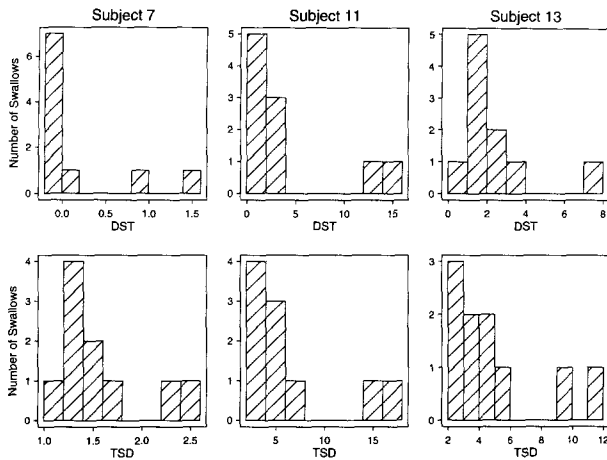 Subject 7
Subject 11
Subject 13
Number of Swallows
0 2 4 6
0.0 0.5 1.0 1.5
DST
0 1 2 3 4 5
0 5 10 15
DST
0 1 2 3 4 5
0 2 4 6 8
DST
Number of Swallows
0 1 2 3 4
1.0 1.5 2.0 2.5
TSD
0 1 2 3 4
5 10 15
TSD
0 1 2 3
2 4 6 8 10 12
TSD